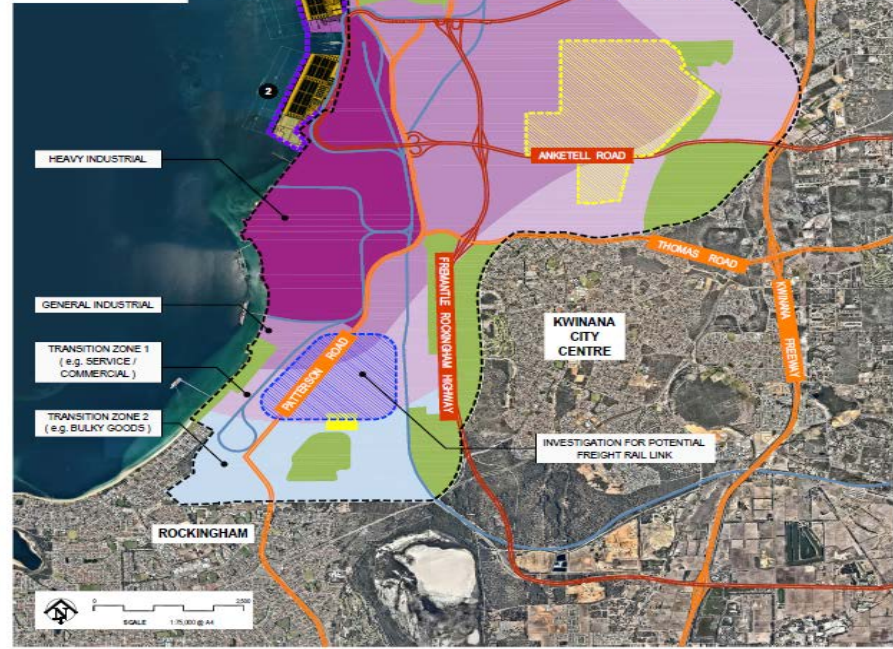 2
HEAVY INDUSTRIAL
ANKETELL ROAD
THOMAS ROAD
FREMANTLE ROCKINGHAM HIGHWAY
KWINANA FREEWAY
GENERAL INDUSTRIAL
KWINANA
CITY
CENTRE
TRANSITION ZONE 1
( e.g. SERVICE /
COMMERCIAL )
PATTERSON ROAD
TRANSITION ZONE 2
( e.g. BULKY GOODS )
INVESTIGATION FOR POTENTIAL
FREIGHT RAIL LINK
ROCKINGHAM
N
0 2,500
SCALE 1:75,000 @ A4